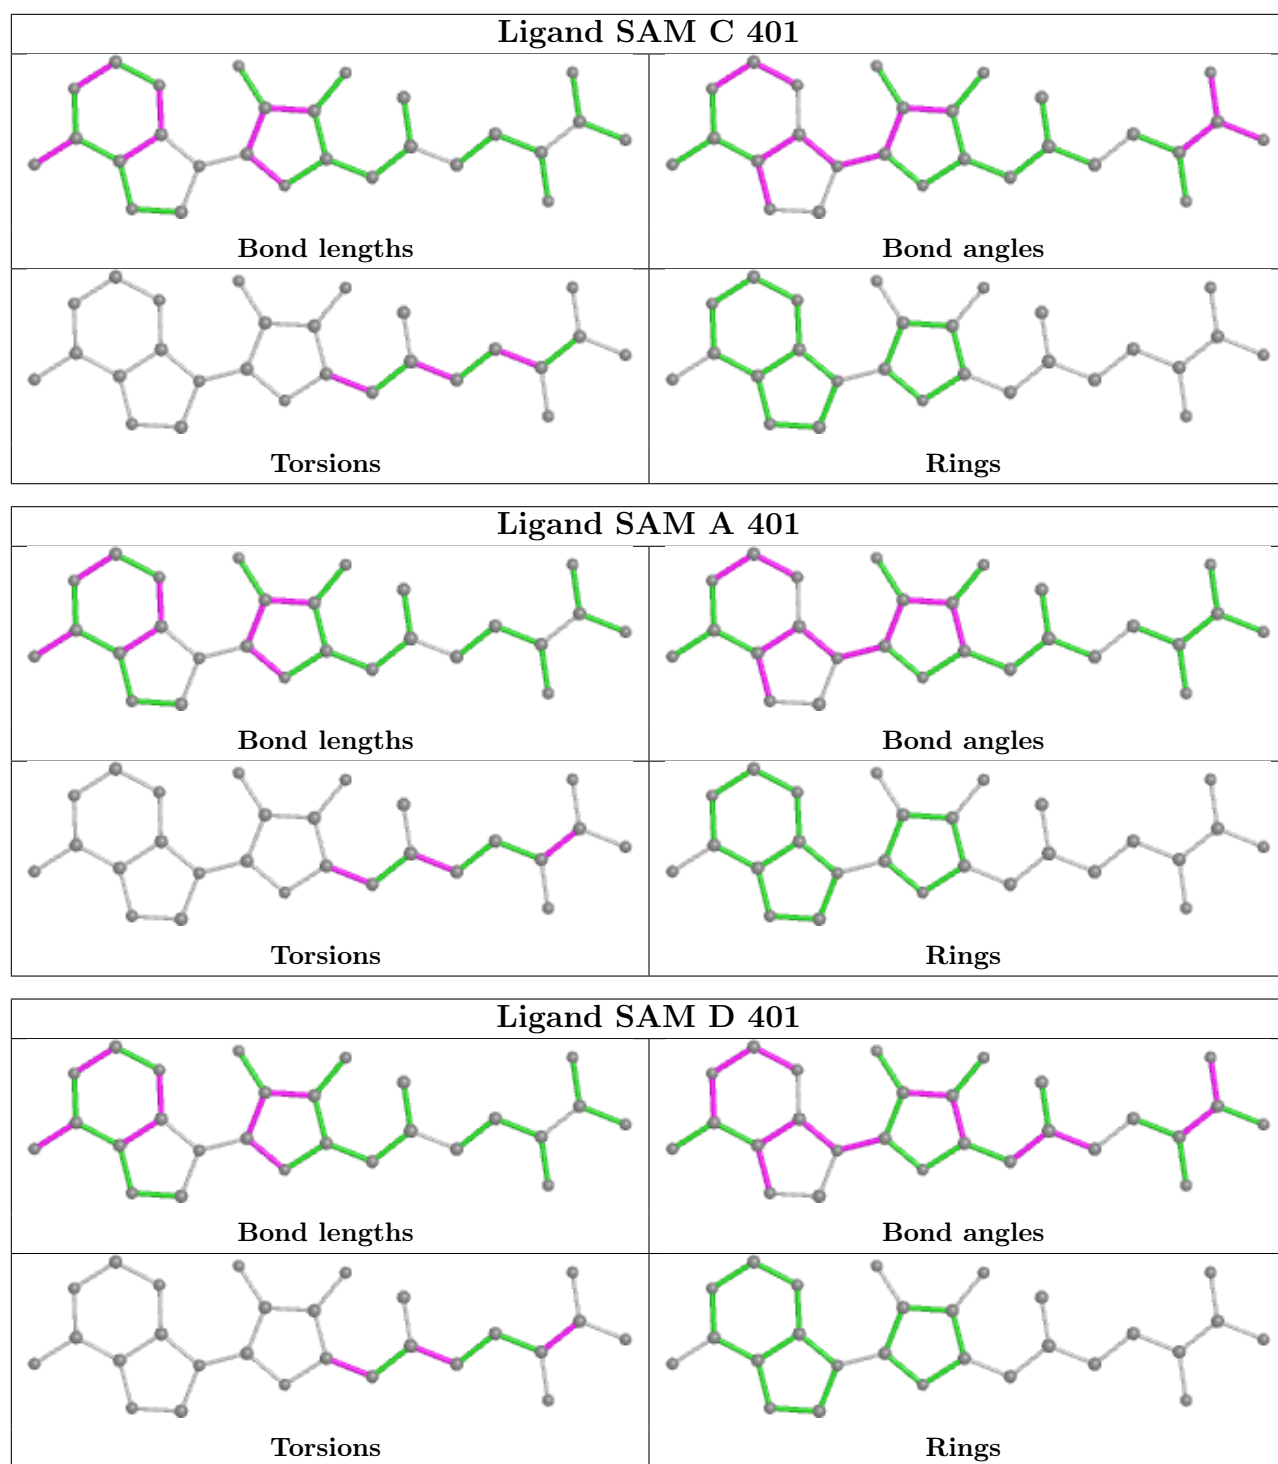 Ligand SAM C 401
Bond lengths
Bond angles
Torsions
Rings
Ligand SAM A 401
Bond lengths
Bond angles
Torsions
Rings
Ligand SAM D 401
Bond lengths
Bond angles
Torsions
Rings